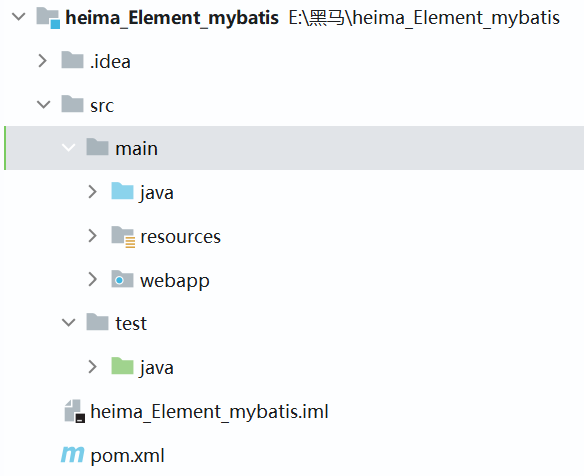 heima_Element_mybatis E:\黑马\heima_Element_mybatis
.idea
src
main
java
resources
webapp
test
java
heima_Element_mybatis.iml
pom.xml